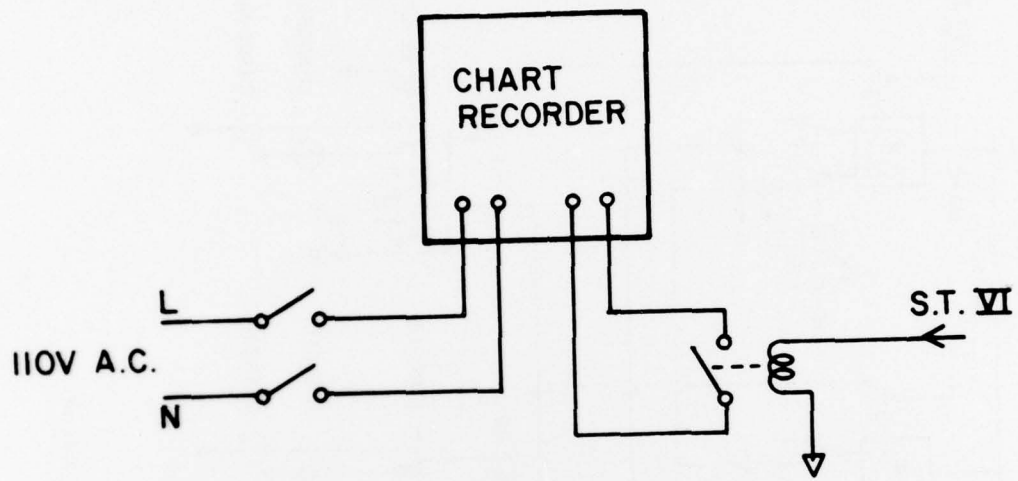 CHART
RECORDER
L
110V A.C.
N
S.T. VI